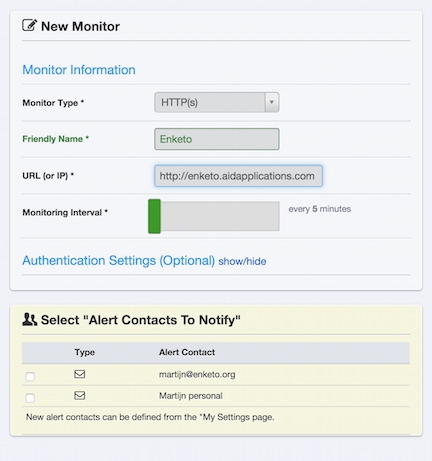 New Monitor
Monitor Information
Monitor Type * HTTP(s)
Friendly Name * Enketo
URL (or IP) * http://enketo.aidapplications.com
Monitoring Interval * every 5 minutes
Authentication Settings (Optional) show/hide
Select "Alert Contacts To Notify"
Type Alert Contact
martijn@enketo.org
Martijn personal
New alert contacts can be defined from the "My Settings page.